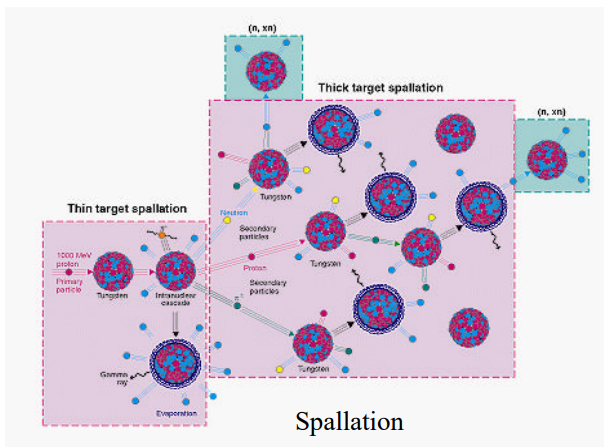 (n, xn)
Thick target spallation
(n, xn)
Tungsten
Thin target spallation
Neutron
Secondary
particles
1000 MeV
proton
Primary
particle
Tungsten
Intranuclear
cascade
Proton
Tungsten
Secondary
particles
Tungsten
Gamma
ray
Evaporation
Spallation